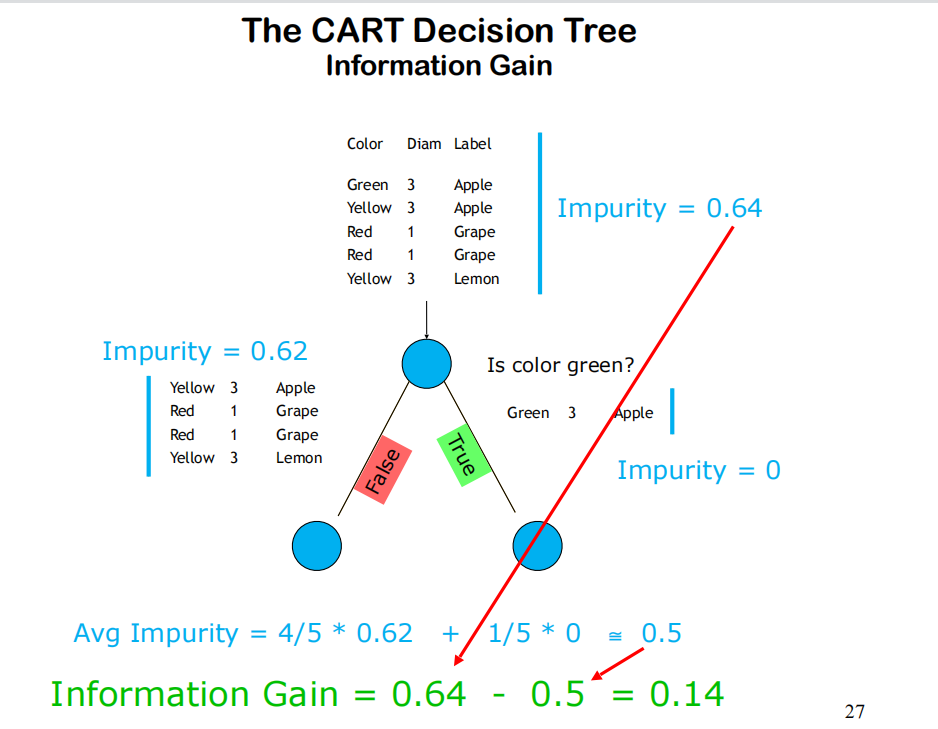 The CART Decision Tree
Information Gain
Color Diam Label
Green 3 Apple
Yellow 3 Apple
Red 1 Grape
Red 1 Grape
Yellow 3 Lemon
Impurity = 0.64
Impurity = 0.62
Yellow 3 Apple
Red 1 Grape
Red 1 Grape
Yellow 3 Lemon
Is color green?
Green 3 Apple
Impurity = 0
False
True
Avg Impurity = 4/5 * 0.62 + 1/5 * 0 ≅ 0.5
Information Gain = 0.64 - 0.5 = 0.14
27